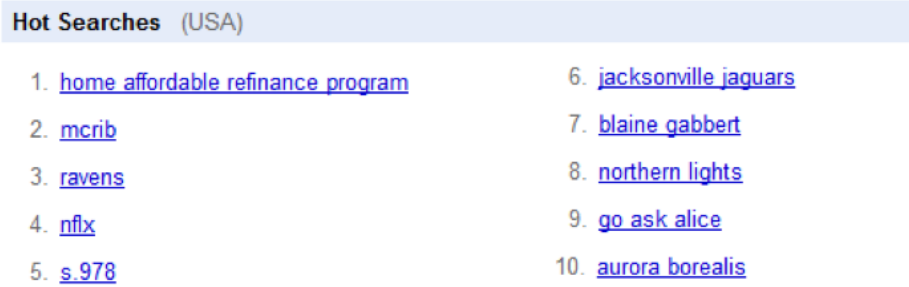 Hot Searches (USA)
1. home affordable refinance program
2. mcrib
3. ravens
4. nflx
5. s.978
6. jacksonville jaguars
7. blaine gabbert
8. northern lights
9. go ask alice
10. aurora borealis